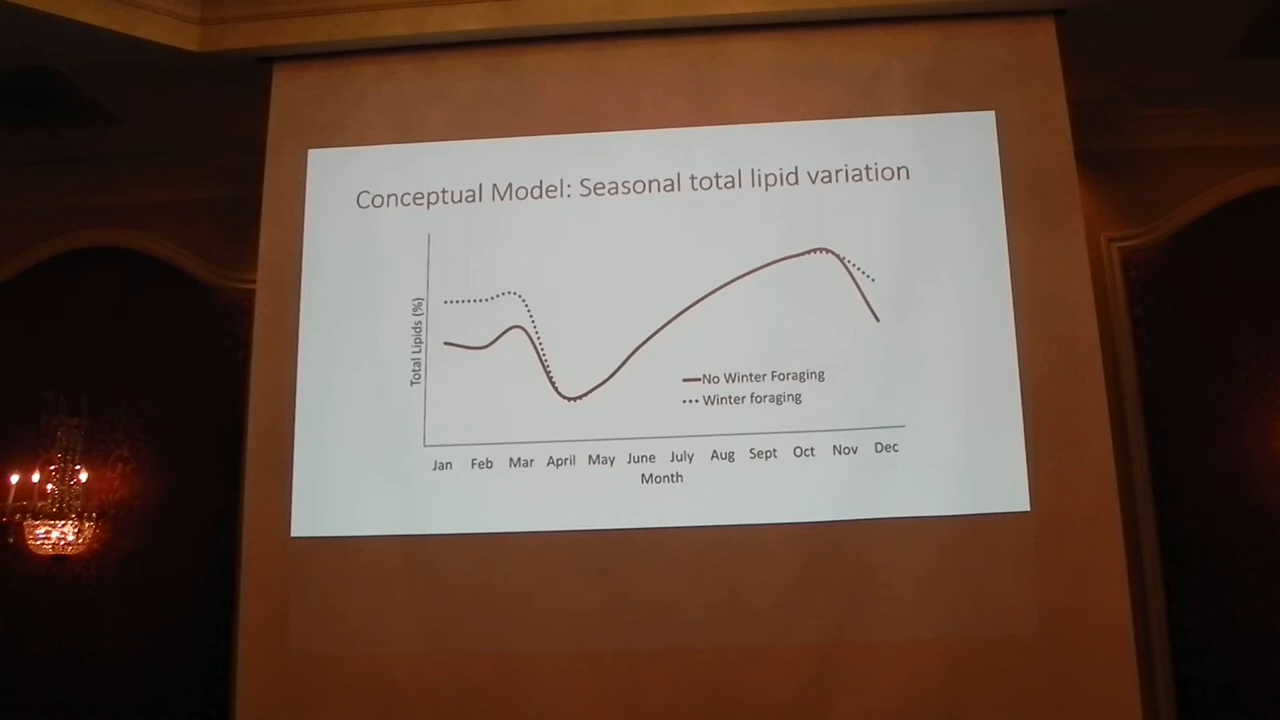 Conceptual Model: Seasonal total lipid variation
Total Lipids (%)
No Winter Foraging
Winter foraging
Jan Feb Mar April May June July Aug Sept Oct Nov Dec
Month